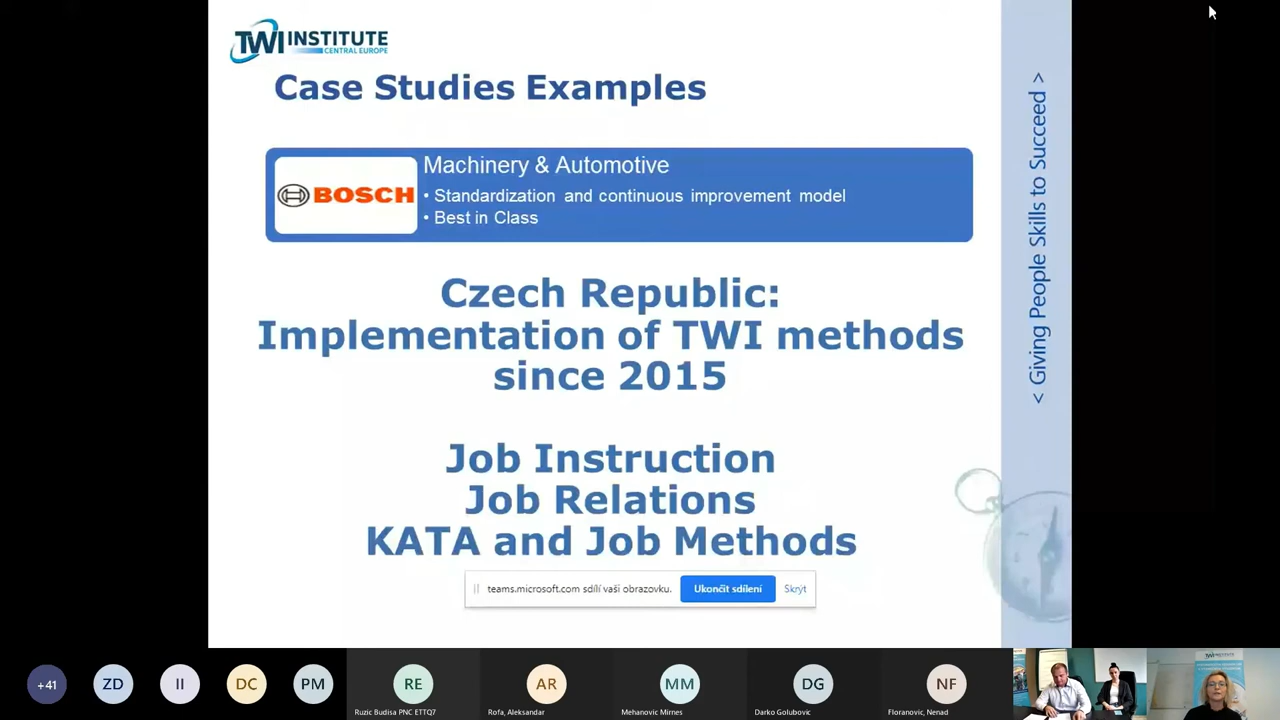 TWI INSTITUTE
CENTRAL EUROPE
Case Studies Examples
BOSCH
Machinery & Automotive
• Standardization and continuous improvement model
• Best in Class
Czech Republic:
Implementation of TWI methods
since 2015
Job Instruction
Job Relations
KATA and Job Methods
< Giving People Skills to Succeed >
teams.microsoft.com sdílí vaši obrazovku.
Ukončit sdílení
Skrýt
+41
ZD
II
DC
PM
RE
AR
MM
DG
NF
Ruzic Budisa PNC ETTQ7
Rofa, Aleksandar
Mehanovic Mirnes
Darko Golubovic
Floranovic, Nenad